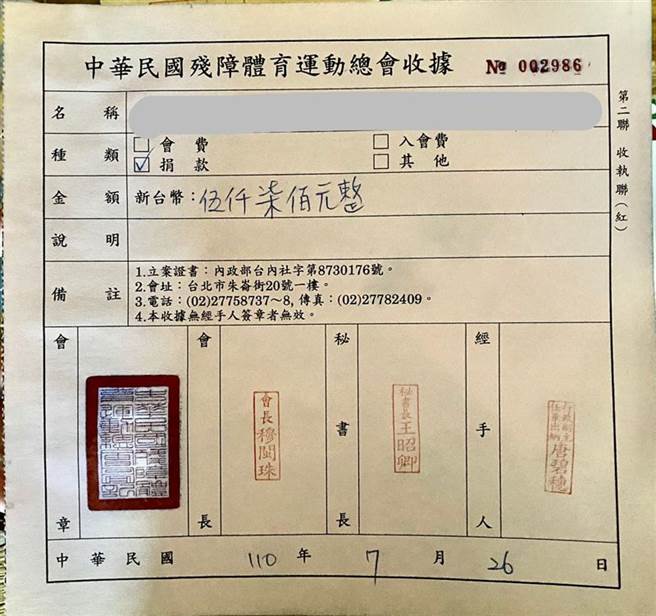 中華民國殘障體育運動總會收據 № 002986
第二聯 收執聯（紅）
名稱
種類 □ 會費 □ 入會費
☑ 捐款 □ 其他
金額 新台幣：伍仟柒佰元整
說明
備註
1.立案證書：內政部台內社字第8730176號。
2.會址：台北市朱崙街20號一樓。
3.電話：(02)27758737～8, 傳真：(02)27782409。
4.本收據無經手人簽章者無效。
會章
會長 會長 穆閩珠
秘書長 秘書長 王昭卿
經手人 唐碧穗
中華民國 110 年 7 月 26 日